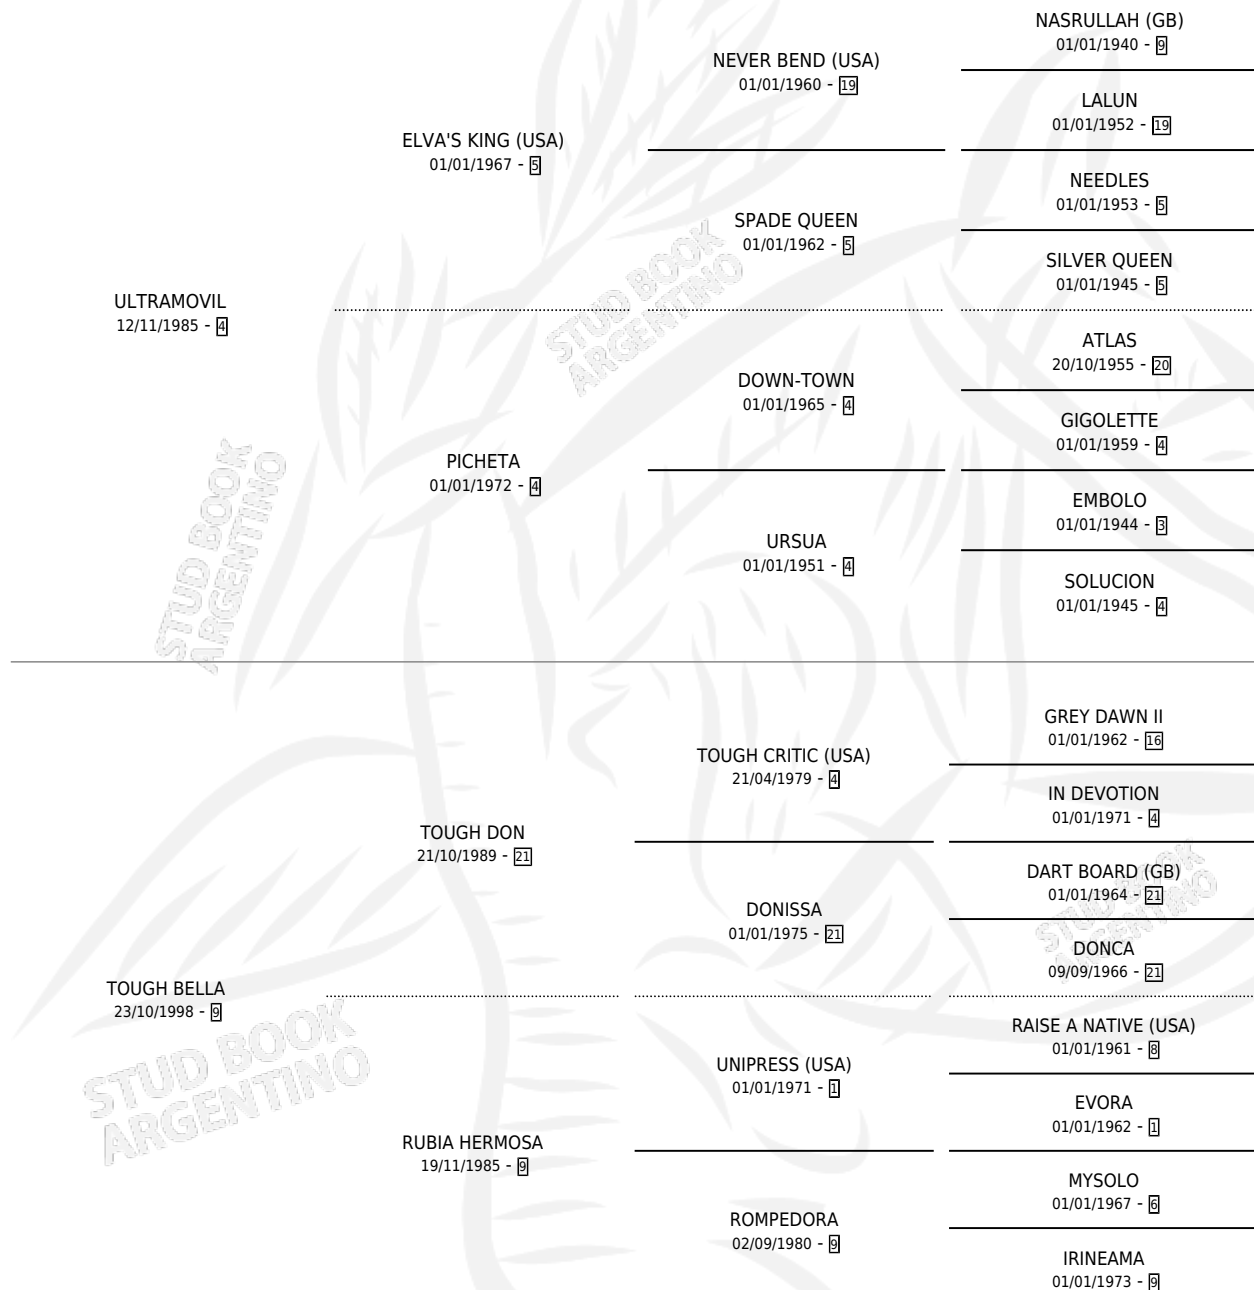 NASRULLAH (GB)
01/01/1940 - 9
NEVER BEND (USA)
01/01/1960 - 19
LALUN
01/01/1952 - 19
ELVA'S KING (USA)
01/01/1967 - 5
NEEDLES
01/01/1953 - 5
SPADE QUEEN
01/01/1962 - 5
SILVER QUEEN
01/01/1945 - 5
ULTRAMOVIL
12/11/1985 - 4
ATLAS
20/10/1955 - 20
DOWN-TOWN
01/01/1965 - 4
GIGOLETTE
01/01/1959 - 4
PICHETA
01/01/1972 - 4
EMBOLO
01/01/1944 - 3
URSUA
01/01/1951 - 4
SOLUCION
01/01/1945 - 4
STUD BOOK
ARGENTINO
STUD BOOK
ARGENTINO
GREY DAWN II
01/01/1962 - 16
TOUGH CRITIC (USA)
21/04/1979 - 4
IN DEVOTION
01/01/1971 - 4
TOUGH DON
21/10/1989 - 21
DART BOARD (GB)
01/01/1964 - 21
DONISSA
01/01/1975 - 21
DONCA
09/09/1966 - 21
TOUGH BELLA
23/10/1998 - 9
RAISE A NATIVE (USA)
01/01/1961 - 8
UNIPRESS (USA)
01/01/1971 - 1
EVORA
01/01/1962 - 1
RUBIA HERMOSA
19/11/1985 - 9
MYSOLO
01/01/1967 - 6
ROMPEDORA
02/09/1980 - 9
IRINEAMA
01/01/1973 - 9
STUD BOOK
ARGENTINO
STUD BOOK
ARGENTINO